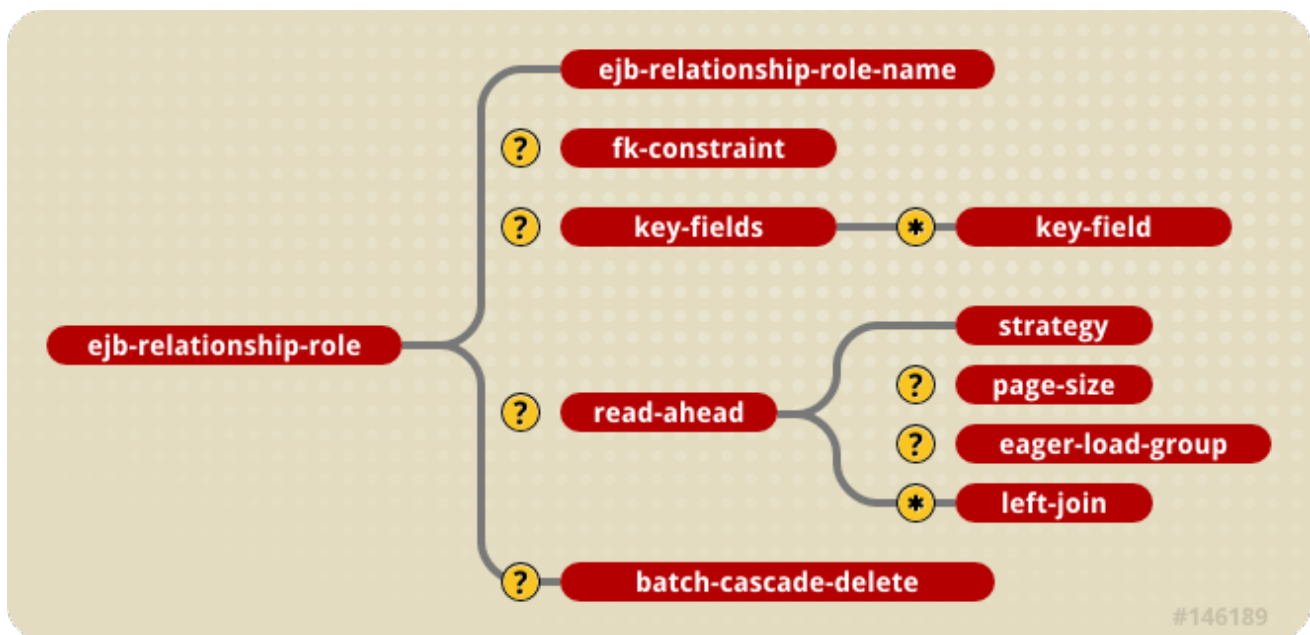 ejb-relationship-role-name
? fk-constraint
? key-fields * key-field
ejb-relationship-role
strategy
? page-size
? read-ahead
? eager-load-group
* left-join
? batch-cascade-delete
#146189